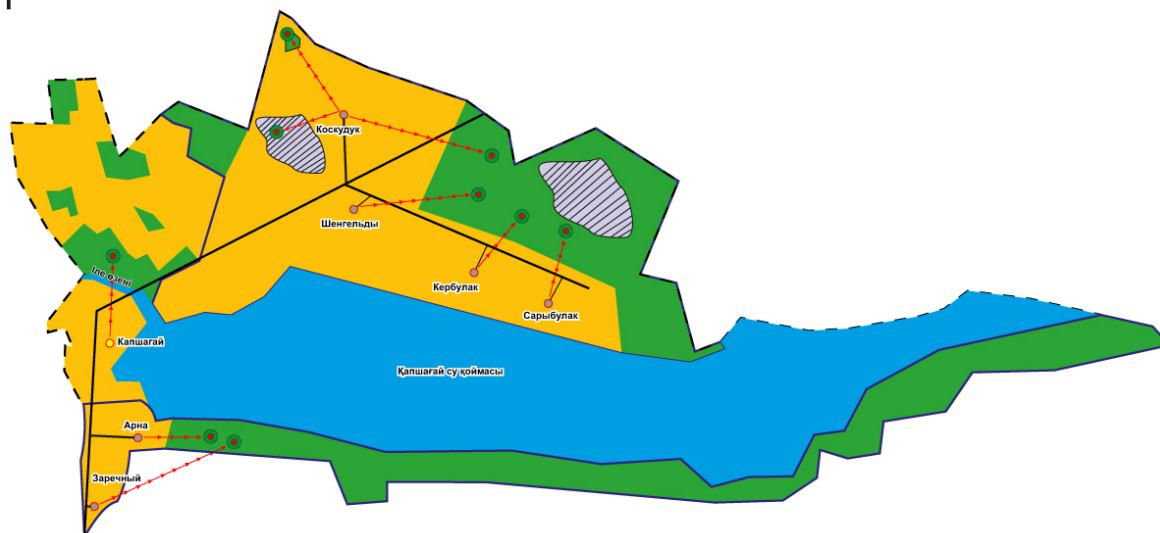 Коскудук
Шенгельды
Іле өзені
Кербулак
Сарыбулак
Капшагай
Қапшағай су қоймасы
Арна
Заречный